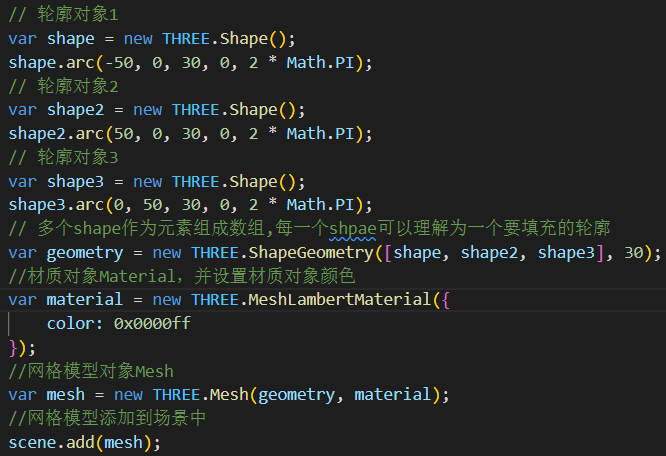 // 轮廓对象1
var shape = new THREE.Shape();
shape.arc(-50, 0, 30, 0, 2 * Math.PI);
// 轮廓对象2
var shape2 = new THREE.Shape();
shape2.arc(50, 0, 30, 0, 2 * Math.PI);
// 轮廓对象3
var shape3 = new THREE.Shape();
shape3.arc(0, 50, 30, 0, 2 * Math.PI);
// 多个shape作为元素组成数组,每一个shpae可以理解为一个要填充的轮廓
var geometry = new THREE.ShapeGeometry([shape, shape2, shape3], 30);
//材质对象Material，并设置材质对象颜色
var material = new THREE.MeshLambertMaterial({
    color: 0x0000ff
});
//网格模型对象Mesh
var mesh = new THREE.Mesh(geometry, material);
//网格模型添加到场景中
scene.add(mesh);